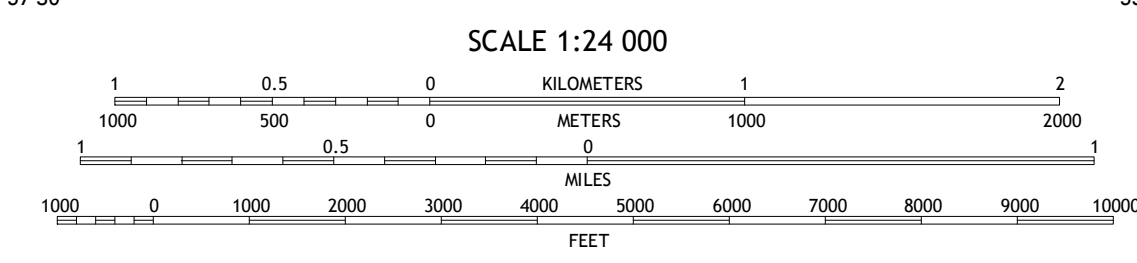 SCALE 1:24 000
1 0.5 0 KILOMETERS 1 2
1000 500 0 METERS 1000 2000
1 0.5 0 1
MILES
1000 0 1000 2000 3000 4000 5000 6000 7000 8000 9000 10000
FEET